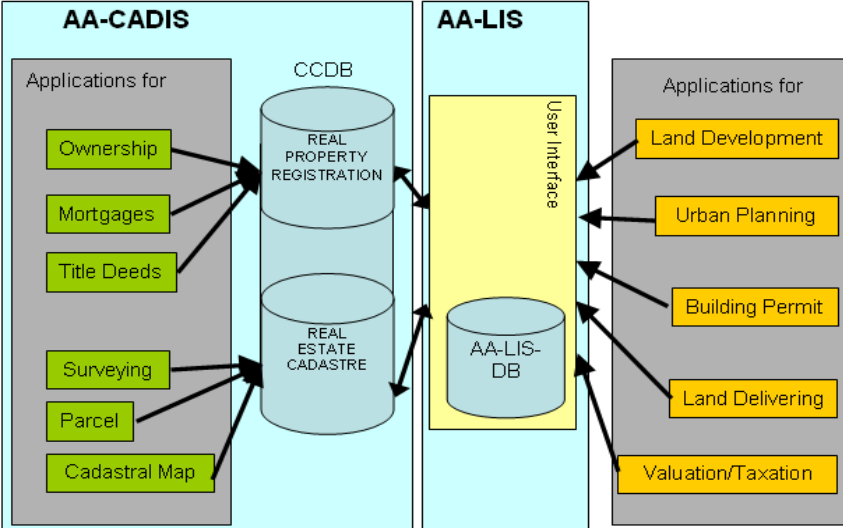 AA-CADIS
AA-LIS
Applications for
CCDB
Ownership
Mortgages
Title Deeds
Surveying
Parcel
Cadastral Map
REAL
PROPERTY
REGISTRATION
REAL
ESTATE
CADASTRE
User Interface
AA-LIS-
DB
Applications for
Land Development
Urban Planning
Building Permit
Land Delivering
Valuation/Taxation